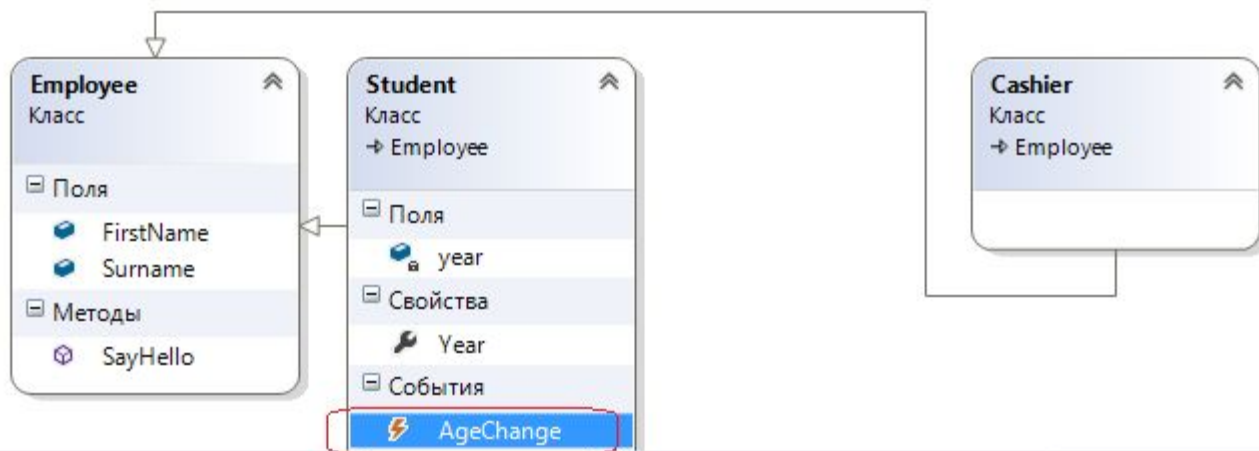 Employee
Класс
Поля
FirstName
Surname
Методы
SayHello
Student
Класс
Employee
Поля
year
Свойства
Year
События
AgeChange
Cashier
Класс
Employee